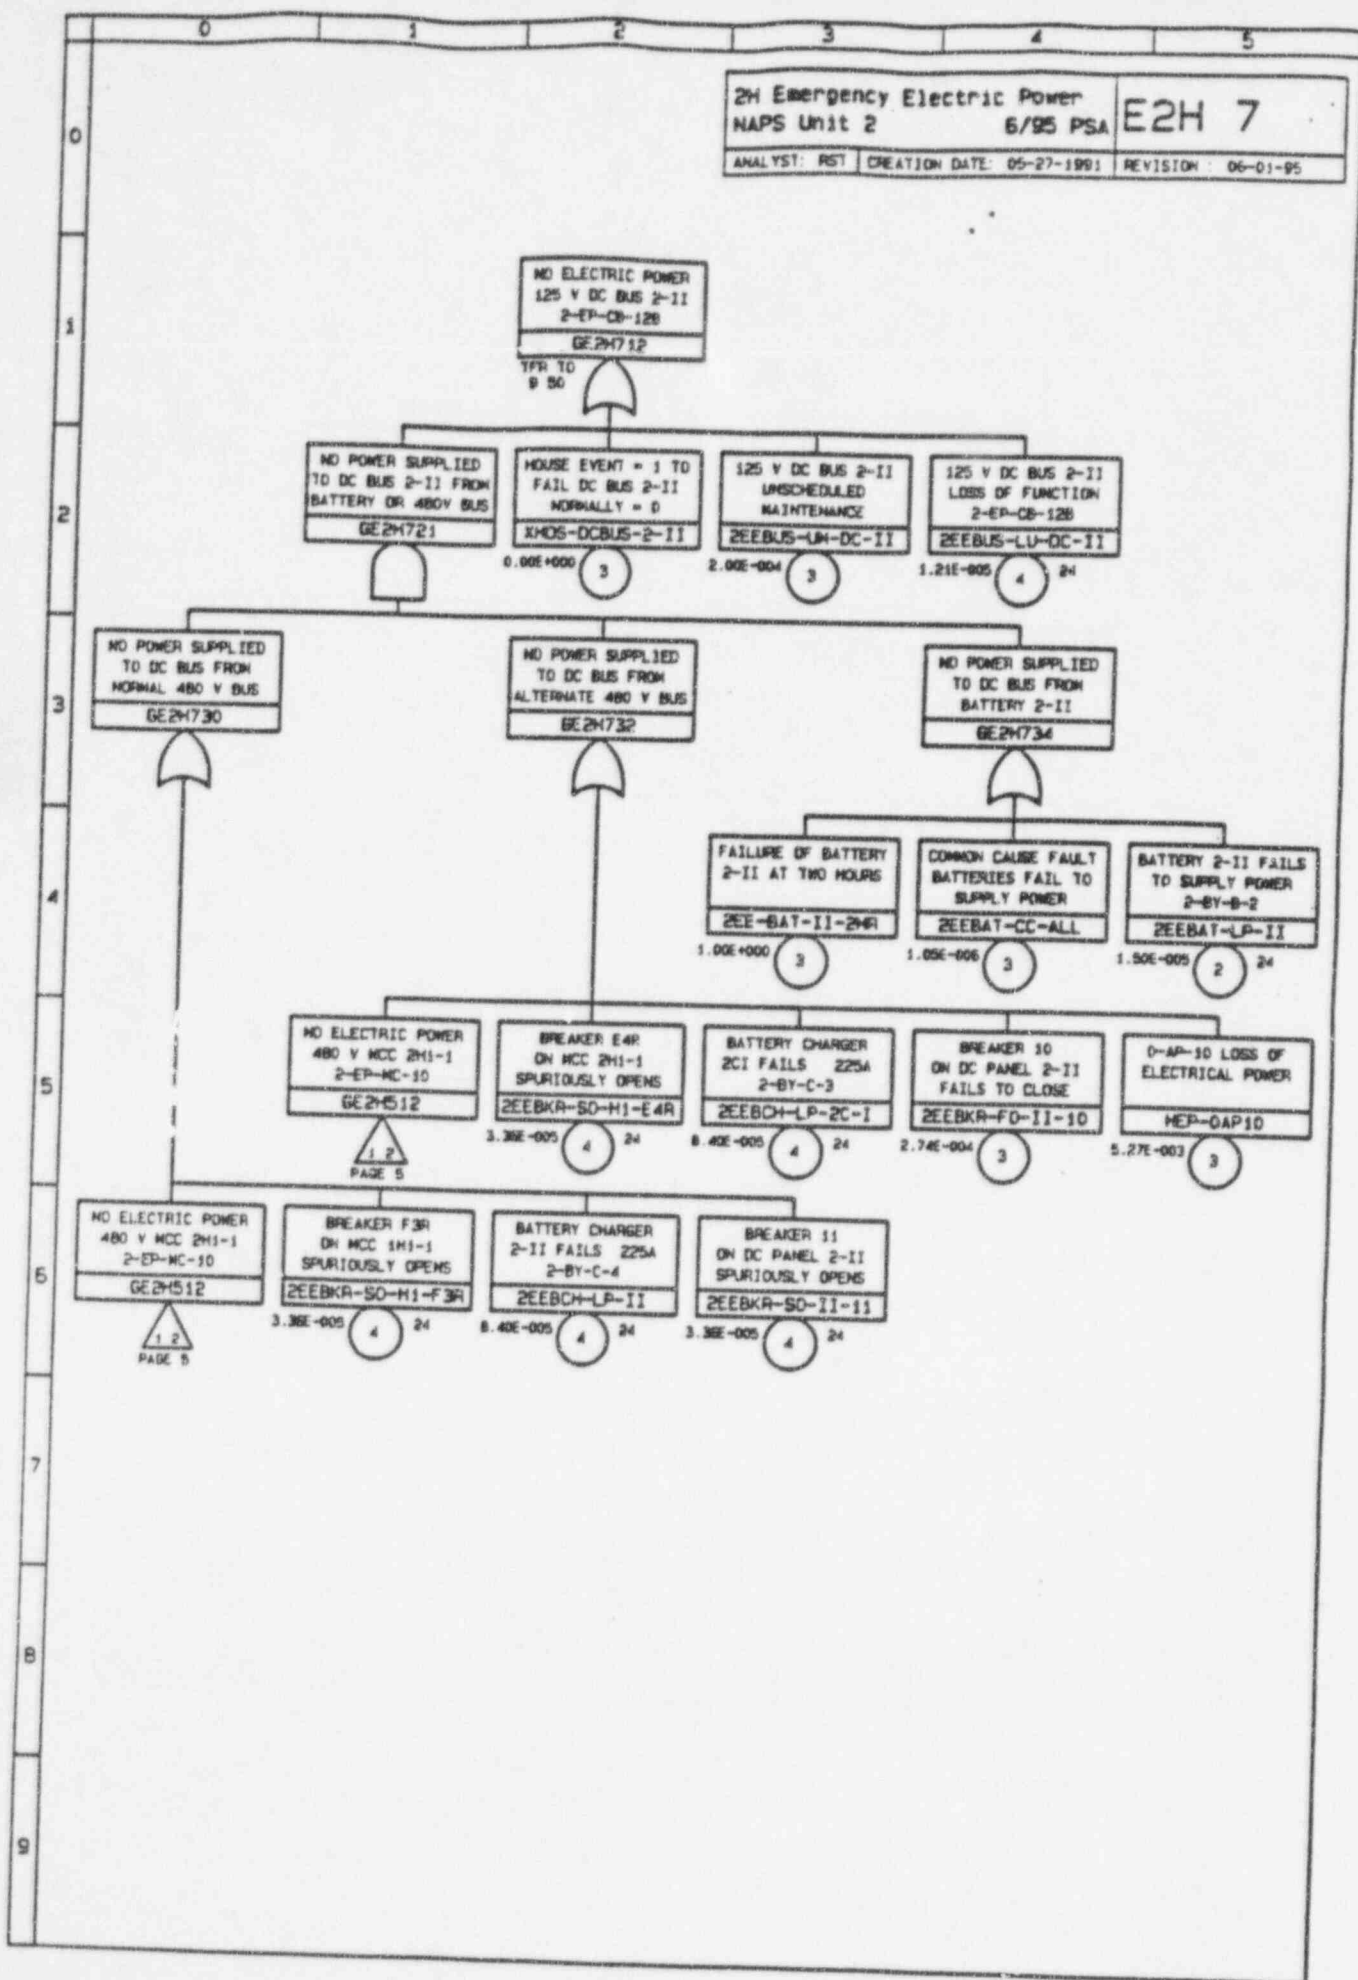 0 1 2 3 4 5
2H Emergency Electric Power
NAPS Unit 2 6/95 PSA
E2H 7
ANALYST: RST CREATION DATE: 05-27-1991 REVISION : 06-01-95
0
1
2
3
4
5
6
7
8
9
NO ELECTRIC POWER
125 V DC BUS 2-II
2-EP-CB-12B
GE2H712
TFR TO
9 50
NO POWER SUPPLIED
TO DC BUS 2-II FROM
BATTERY OR 480V BUS
GE2H721
HOUSE EVENT = 1 TO
FAIL DC BUS 2-II
NORMALLY = 0
XHOS-DCBUS-2-II
0.00E+000 3
125 V DC BUS 2-II
UNSCHEDULED
MAINTENANCE
2EEBUS-UM-DC-II
2.00E-004 3
125 V DC BUS 2-II
LOSS OF FUNCTION
2-EP-CB-12B
2EEBUS-LU-DC-II
1.21E-005 4 24
NO POWER SUPPLIED
TO DC BUS FROM
NORMAL 480 V BUS
GE2H730
NO POWER SUPPLIED
TO DC BUS FROM
ALTERNATE 480 V BUS
GE2H732
NO POWER SUPPLIED
TO DC BUS FROM
BATTERY 2-II
GE2H734
FAILURE OF BATTERY
2-II AT TWO HOURS
2EE-BAT-II-2HR
1.00E+000 3
COMMON CAUSE FAULT
BATTERIES FAIL TO
SUPPLY POWER
2EEBAT-CC-ALL
1.05E-006 3
BATTERY 2-II FAILS
TO SUPPLY POWER
2-BY-B-2
2EEBAT-LP-II
1.50E-005 2 24
NO ELECTRIC POWER
480 V MCC 2H1-1
2-EP-MC-10
GE2H512
1 2
PAGE 5
BREAKER E4R
ON MCC 2H1-1
SPURIOUSLY OPENS
2EEBKR-SO-H1-E4R
3.36E-005 4 24
BATTERY CHARGER
2CI FAILS 225A
2-BY-C-3
2EEBCH-LP-2C-I
8.40E-005 4 24
BREAKER 10
ON DC PANEL 2-II
FAILS TO CLOSE
2EEBKR-FO-II-10
2.74E-004 3
0-AP-10 LOSS OF
ELECTRICAL POWER
HEP-OAP10
5.27E-003 3
NO ELECTRIC POWER
480 V MCC 2H1-1
2-EP-MC-10
GE2H512
1 2
PAGE 5
BREAKER F3R
ON MCC 1H1-1
SPURIOUSLY OPENS
2EEBKR-SO-H1-F3R
3.36E-005 4 24
BATTERY CHARGER
2-II FAILS 225A
2-BY-C-4
2EEBCH-LP-II
8.40E-005 4 24
BREAKER 11
ON DC PANEL 2-II
SPURIOUSLY OPENS
2EEBKR-SO-II-11
3.36E-005 4 24